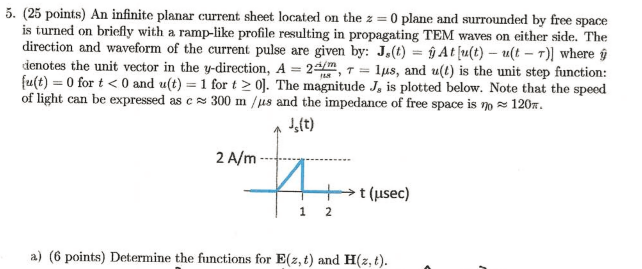 5. (25 points) An infinite planar current sheet located on the z = 0 plane and surrounded by free space
is turned on briefly with a ramp-like profile resulting in propagating TEM waves on either side. The
direction and waveform of the current pulse are given by: Jₛ(t) = ŷ At [u(t) − u(t − τ)] where ŷ
denotes the unit vector in the y-direction, A = 2 A/m/μs, τ = 1μs, and u(t) is the unit step function:
[u(t) = 0 for t < 0 and u(t) = 1 for t ≥ 0]. The magnitude Jₛ is plotted below. Note that the speed
of light can be expressed as c ≈ 300 m /μs and the impedance of free space is η₀ ≈ 120π.
Jₛ(t)
2 A/m
t (μsec)
1 2
a) (6 points) Determine the functions for E(z, t) and H(z, t).